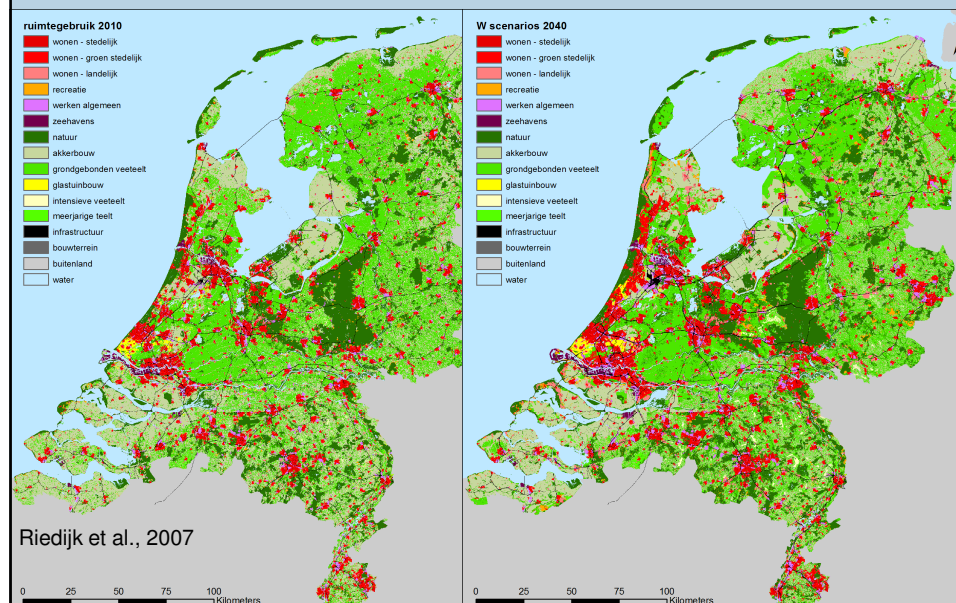 ruimtegebruik 2010
wonen - stedelijk
wonen - groen stedelijk
wonen - landelijk
recreatie
werken algemeen
zeehavens
natuur
akkerbouw
grondgebonden veeteelt
glastuinbouw
intensieve veeteelt
meerjarige teelt
infrastructuur
bouwterrein
buitenland
water
Riedijk et al., 2007
0 25 50 75 100
Kilometers
W scenarios 2040
wonen - stedelijk
wonen - groen stedelijk
wonen - landelijk
recreatie
werken algemeen
zeehavens
natuur
akkerbouw
grondgebonden veeteelt
glastuinbouw
intensieve veeteelt
meerjarige teelt
infrastructuur
bouwterrein
buitenland
water
0 25 50 75 100
Kilometers